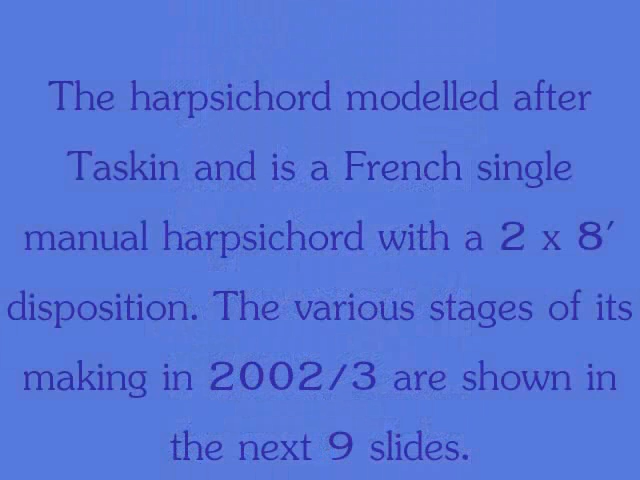 The harpsichord modelled after
Taskin and is a French single
manual harpsichord with a 2 x 8′
disposition. The various stages of its
making in 2002/3 are shown in
the next 9 slides.